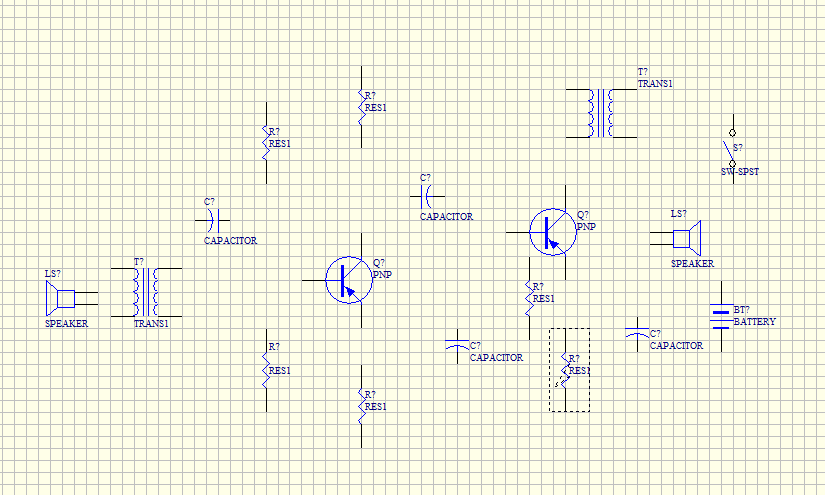 T?
TRANS1
R?
RES1
R?
RES1
S?
SW-SPST
C?
CAPACITOR
C?
CAPACITOR
Q?
PNP
LS?
SPEAKER
T?
TRANS1
LS?
SPEAKER
Q?
PNP
R?
RES1
BT?
BATTERY
C?
CAPACITOR
C?
CAPACITOR
R?
RES1
R?
RES1
R?
RES1